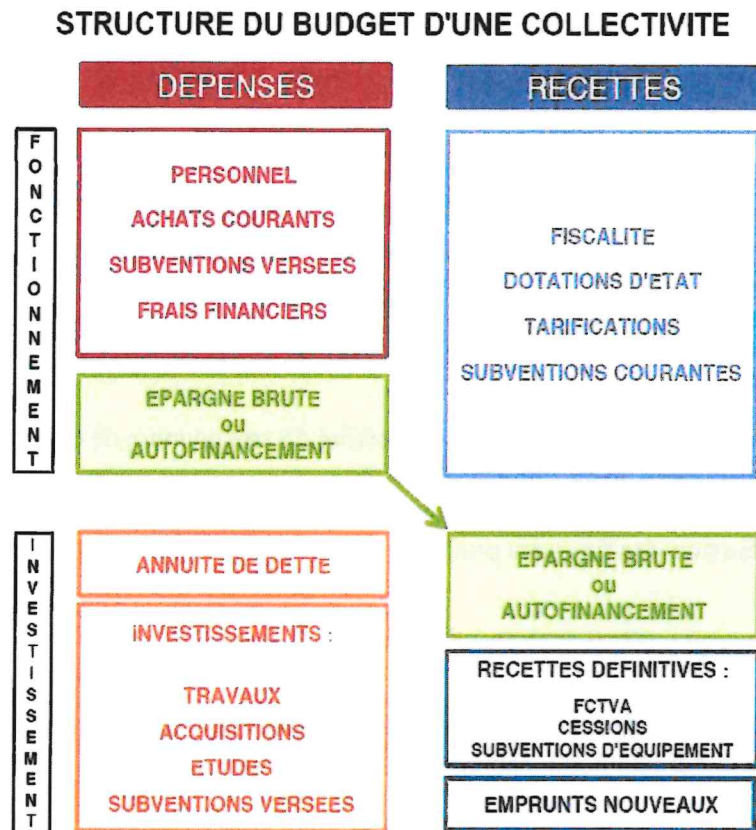 STRUCTURE DU BUDGET D'UNE COLLECTIVITE
DEPENSES
RECETTES
FONCTIONNEMENT
PERSONNEL
ACHATS COURANTS
SUBVENTIONS VERSEES
FRAIS FINANCIERS
EPARGNE BRUTE
ou
AUTOFINANCEMENT
FISCALITE
DOTATIONS D'ETAT
TARIFICATIONS
SUBVENTIONS COURANTES
INVESTISSEMENT
ANNUITE DE DETTE
iNVESTISSEMENTS :
TRAVAUX
ACQUISITIONS
ETUDES
SUBVENTIONS VERSEES
EPARGNE BRUTE
ou
AUTOFINANCEMENT
RECETTES DEFINITIVES :
FCTVA
CESSIONS
SUBVENTIONS D'EQUIPEMENT
EMPRUNTS NOUVEAUX